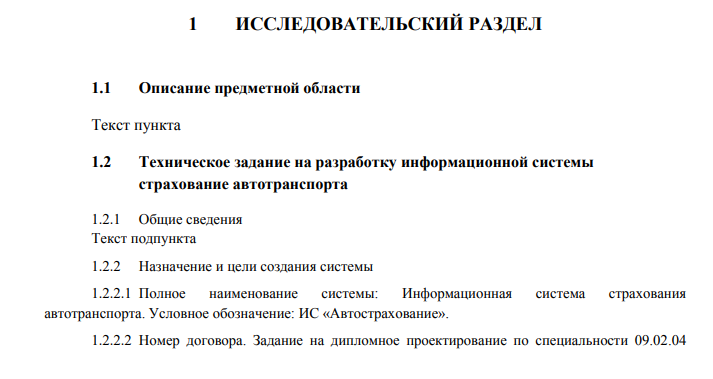 1 ИССЛЕДОВАТЕЛЬСКИЙ РАЗДЕЛ
1.1 Описание предметной области
Текст пункта
1.2 Техническое задание на разработку информационной системы
страхование автотранспорта
1.2.1 Общие сведения
Текст подпункта
1.2.2 Назначение и цели создания системы
1.2.2.1 Полное наименование системы: Информационная система страхования
автотранспорта. Условное обозначение: ИС «Автострахование».
1.2.2.2 Номер договора. Задание на дипломное проектирование по специальности 09.02.04